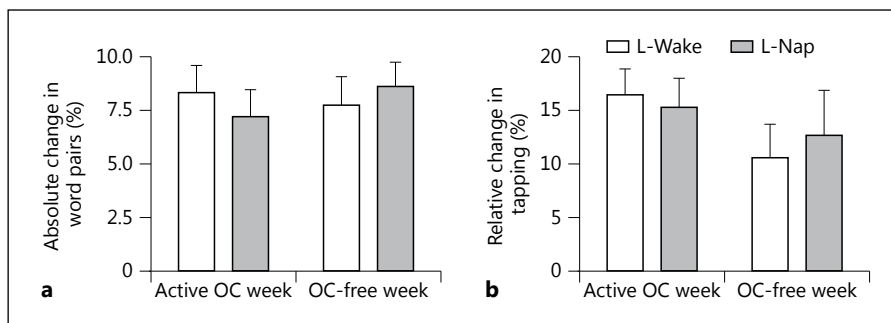 Absolute change in
word pairs (%)
10.0
7.5
5.0
2.5
0
a
Active OC week
OC-free week
L-Wake
L-Nap
Relative change in
tapping (%)
20
15
10
5
0
b
Active OC week
OC-free week